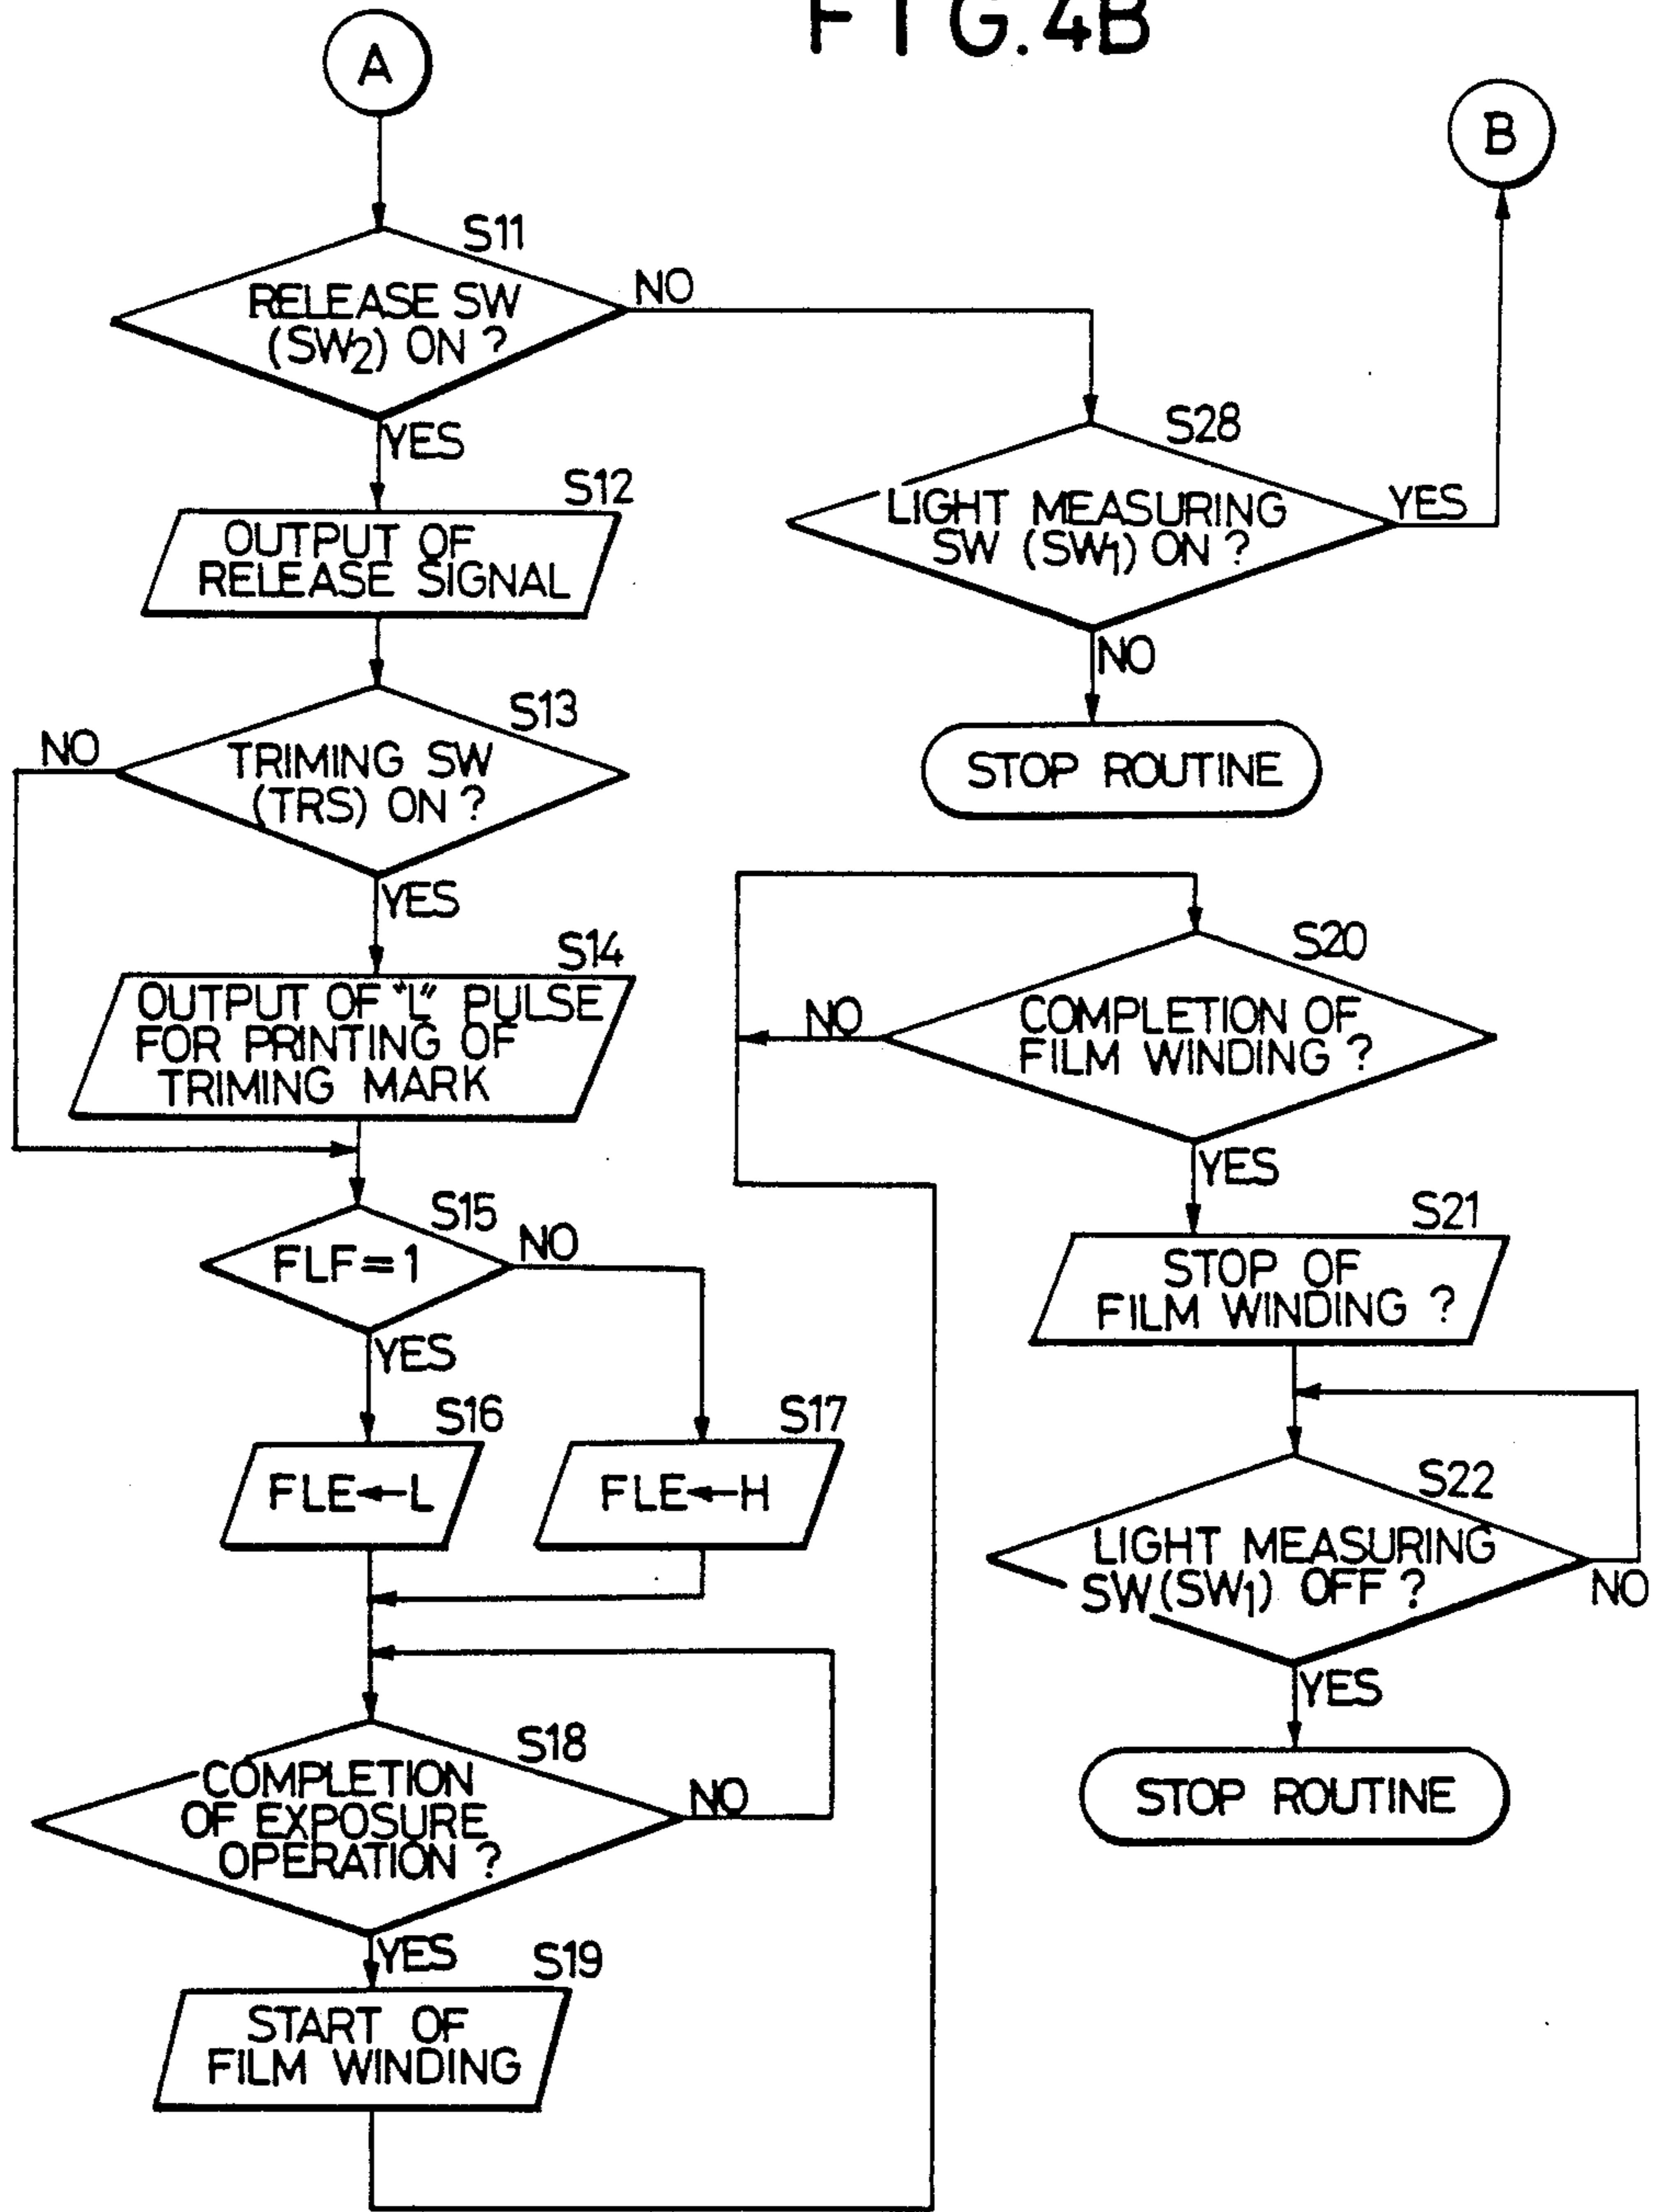 FIG.4B
A
B
S11
RELEASE SW
(SW2) ON ?
NO
YES
S28
LIGHT MEASURING
SW (SW1) ON ?
YES
NO
STOP ROUTINE
S12
OUTPUT OF
RELEASE SIGNAL
S13
TRIMING SW
(TRS) ON ?
NO
YES
S14
OUTPUT OF "L" PULSE
FOR PRINTING OF
TRIMING MARK
S15
FLF=1
NO
YES
S16
FLE←L
S17
FLE←H
S18
COMPLETION
OF EXPOSURE
OPERATION ?
NO
YES
S19
START OF
FILM WINDING
S20
COMPLETION OF
FILM WINDING ?
NO
YES
S21
STOP OF
FILM WINDING ?
S22
LIGHT MEASURING
SW(SW1) OFF ?
NO
YES
STOP ROUTINE